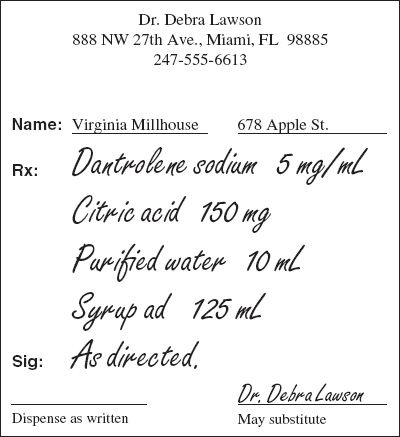 Dr. Debra Lawson
888 NW 27th Ave., Miami, FL 98885
247-555-6613
Name: Virginia Millhouse 678 Apple St.
Rx: Dantrolene sodium 5 mg/mL
Citric acid 150 mg
Purified water 10 mL
Syrup ad 125 mL
Sig: As directed.
Dr. Debra Lawson
Dispense as written May substitute